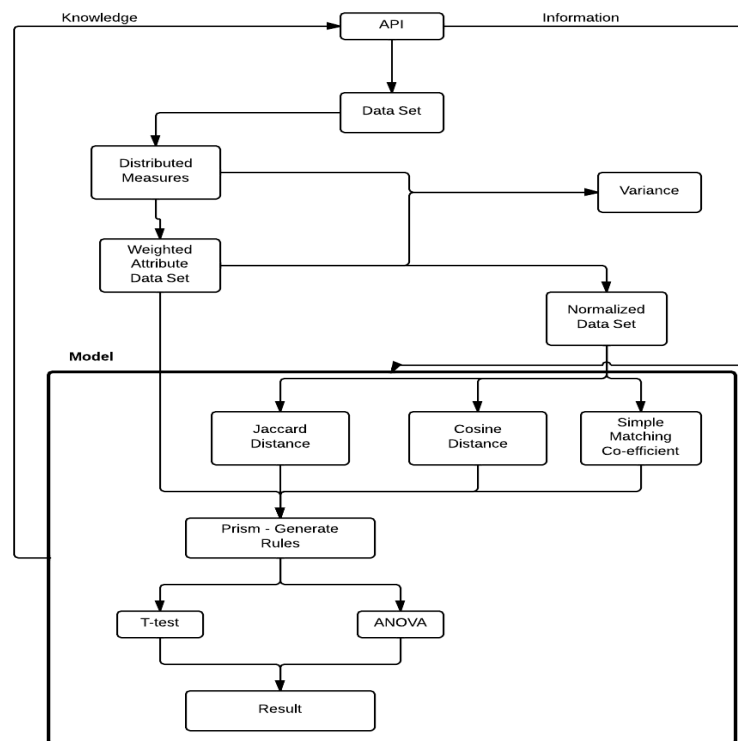 Knowledge
API
Information
Data Set
Distributed
Measures
Variance
Weighted
Attribute
Data Set
Normalized
Data Set
Model
Jaccard
Distance
Cosine
Distance
Simple
Matching
Co-efficient
Prism - Generate
Rules
T-test
ANOVA
Result